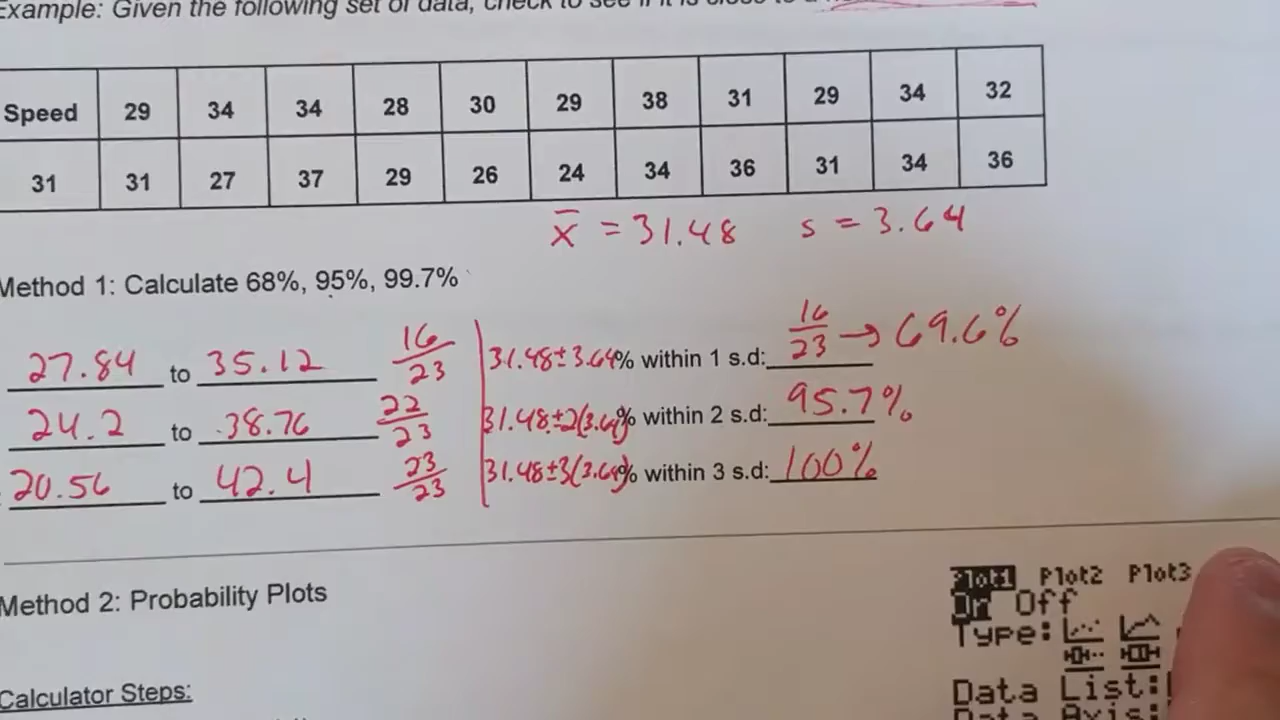 Example: Given the following set of data, check to see if it is close to a
Speed 29 34 34 28 30 29 38 31 29 34 32
31 31 27 37 29 26 24 34 36 31 34 36
x̄ = 31.48 s = 3.64
Method 1: Calculate 68%, 95%, 99.7%
27.84 to 35.12 16/23 31.48±3.64% within 1 s.d: 16/23 → 69.6%
24.2 to 38.76 22/23 31.48±2(3.64)% within 2 s.d: 95.7%
20.56 to 42.4 23/23 31.48±3(3.64)% within 3 s.d: 100%
Method 2: Probability Plots
Plot1 Plot2 Plot3
On Off
Type:
Calculator Steps:
Data List:
Data Axis: